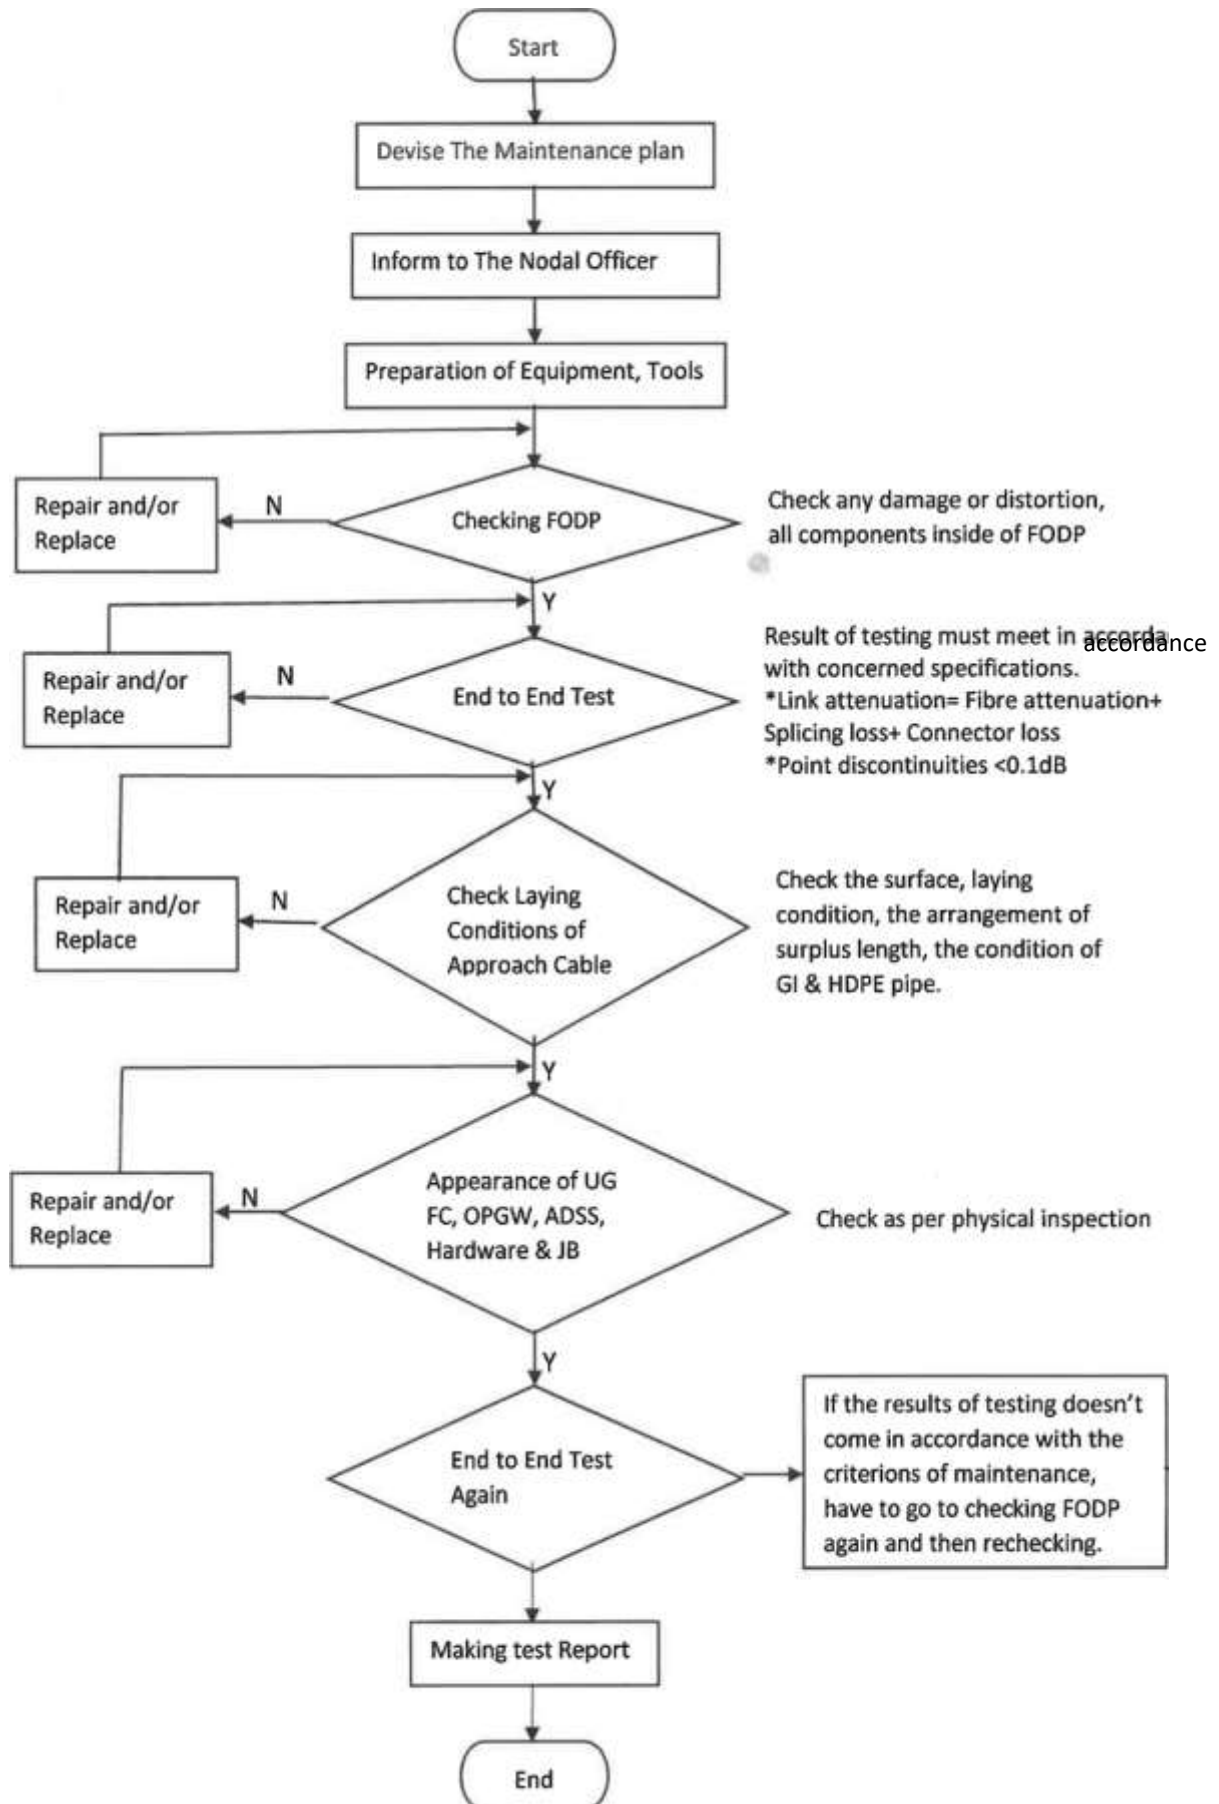 Start
Devise The Maintenance plan
Inform to The Nodal Officer
Preparation of Equipment, Tools
Repair and/or
Replace
N
Checking FODP
Check any damage or distortion,
all components inside of FODP
Y
Repair and/or
Replace
N
End to End Test
Result of testing must meet in accordance
with concerned specifications.
*Link attenuation= Fibre attenuation+
Splicing loss+ Connector loss
*Point discontinuities <0.1dB
Y
Repair and/or
Replace
N
Check Laying
Conditions of
Approach Cable
Check the surface, laying
condition, the arrangement of
surplus length, the condition of
GI & HDPE pipe.
Y
Repair and/or
Replace
N
Appearance of UG
FC, OPGW, ADSS,
Hardware & JB
Check as per physical inspection
Y
End to End Test
Again
If the results of testing doesn't
come in accordance with the
criterions of maintenance,
have to go to checking FODP
again and then rechecking.
Making test Report
End